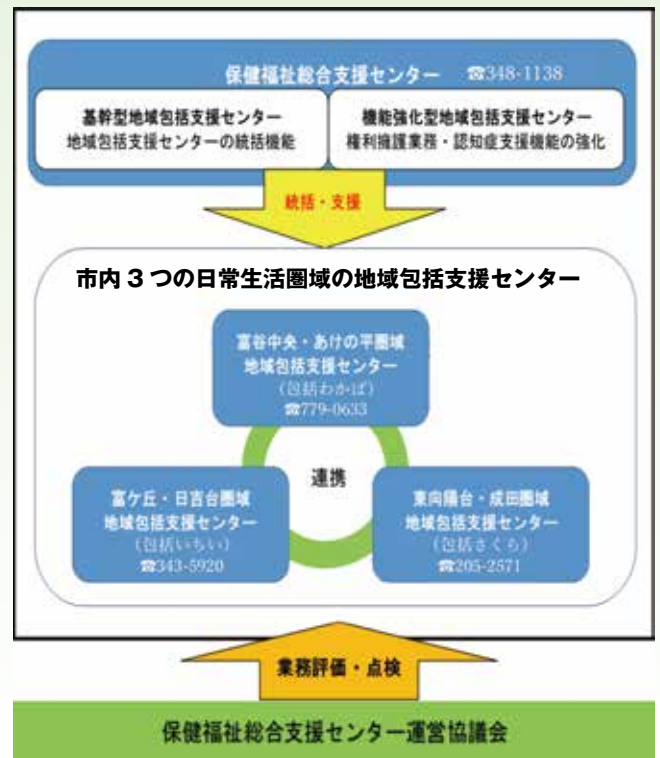 保健福祉総合支援センター ☎348-1138
基幹型地域包括支援センター
地域包括支援センターの統括機能
機能強化型地域包括支援センター
権利擁護業務・認知症支援機能の強化
統括・支援
市内3つの日常生活圏域の地域包括支援センター
富谷中央・あけの平圏域
地域包括支援センター
(包括わかば)
☎779-0633
連携
富ケ丘・日吉台圏域
地域包括支援センター
(包括いちい)
☎343-5920
東向陽台・成田圏域
地域包括支援センター
(包括さくら)
☎205-2571
業務評価・点検
保健福祉総合支援センター運営協議会